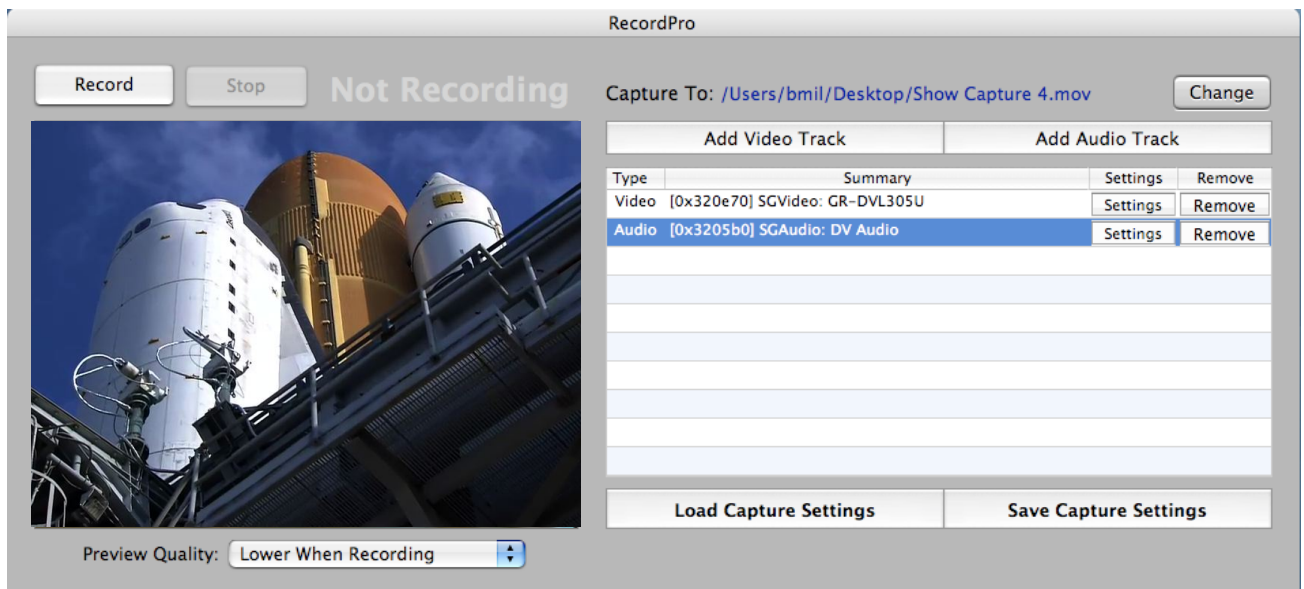 RecordPro
Record Stop Not Recording
Capture To: /Users/bmil/Desktop/Show Capture 4.mov Change
Add Video Track Add Audio Track
Type Summary Settings Remove
Video [0x320e70] SGVideo: GR-DVL305U Settings Remove
Audio [0x3205b0] SGAudio: DV Audio Settings Remove
Load Capture Settings Save Capture Settings
Preview Quality: Lower When Recording